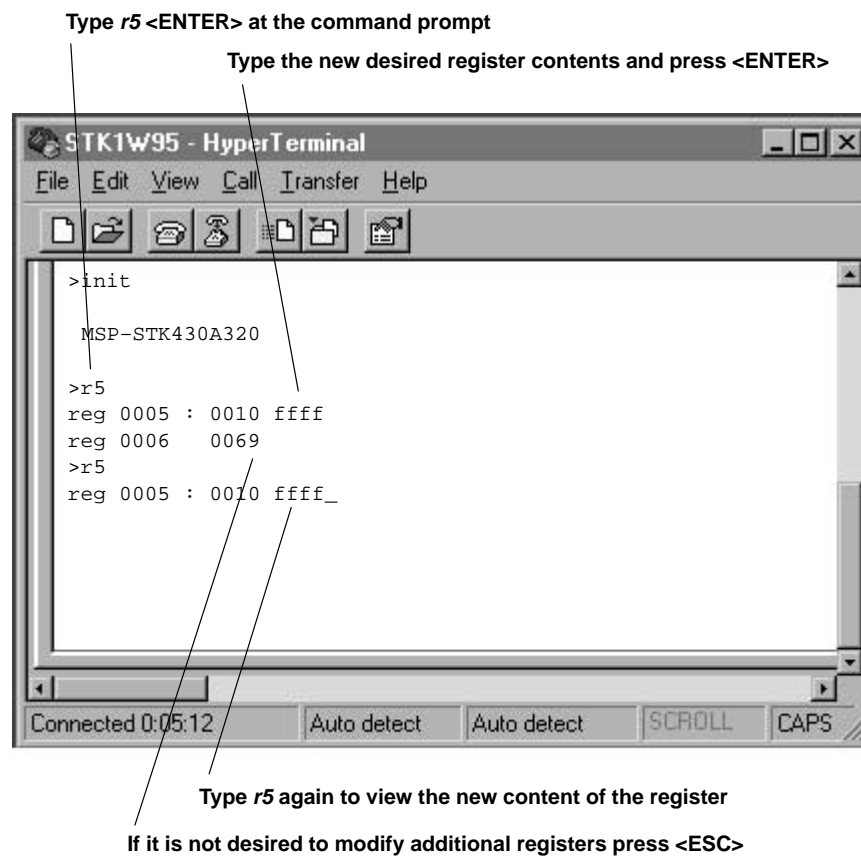 Type r5 <ENTER> at the command prompt
Type the new desired register contents and press <ENTER>
STK1W95 - HyperTerminal
File Edit View Call Transfer Help
>init
MSP-STK430A320
>r5
reg 0005 : 0010 ffff
reg 0006 0069
>r5
reg 0005 : 0010 ffff_
Connected 0:05:12 Auto detect Auto detect SCROLL CAPS
Type r5 again to view the new content of the register
If it is not desired to modify additional registers press <ESC>